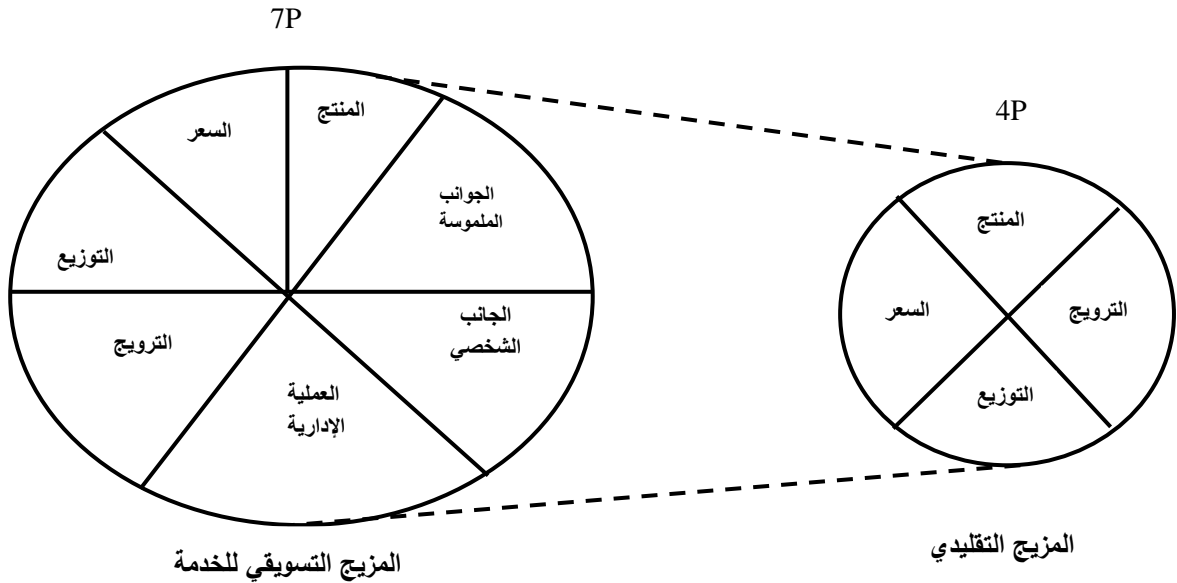 7P
4P
المنتج
السعر
الجوانب
الملموسة
التوزيع
الجانب
الشخصي
الترويج
العملية
الإدارية
المنتج
الترويج
السعر
التوزيع
المزيج التقليدي
المزيج التسويقي للخدمة